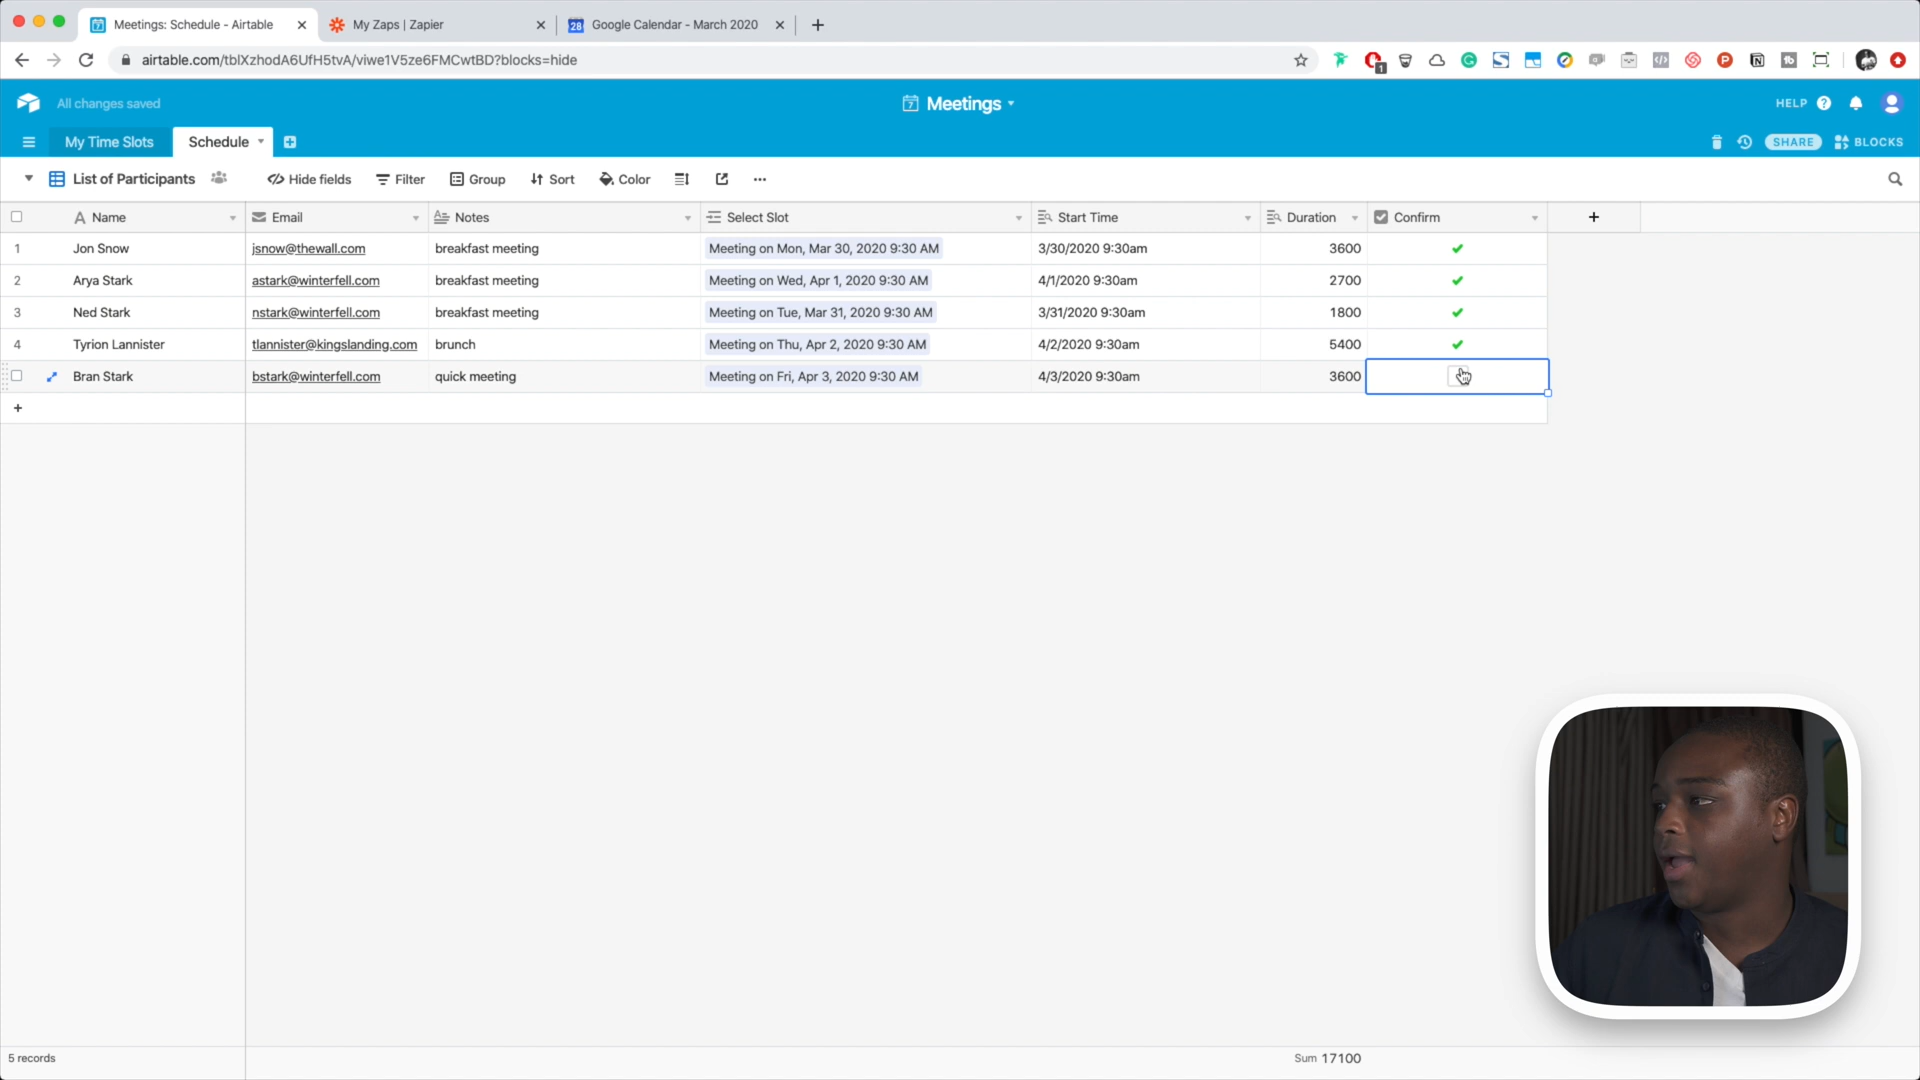 Meetings: Schedule - Airtable
My Zaps | Zapier
28 Google Calendar - March 2020
airtable.com/tblXzhodA6UfH5tvA/viwe1V5ze6FMCwtBD?blocks=hide
All changes saved
Meetings
HELP
My Time Slots
Schedule
SHARE
BLOCKS
List of Participants
Hide fields
Filter
Group
Sort
Color
Name Email Notes Select Slot Start Time Duration Confirm
1 Jon Snow jsnow@thewall.com breakfast meeting Meeting on Mon, Mar 30, 2020 9:30 AM 3/30/2020 9:30am 3600
2 Arya Stark astark@winterfell.com breakfast meeting Meeting on Wed, Apr 1, 2020 9:30 AM 4/1/2020 9:30am 2700
3 Ned Stark nstark@winterfell.com breakfast meeting Meeting on Tue, Mar 31, 2020 9:30 AM 3/31/2020 9:30am 1800
4 Tyrion Lannister tlannister@kingslanding.com brunch Meeting on Thu, Apr 2, 2020 9:30 AM 4/2/2020 9:30am 5400
Bran Stark bstark@winterfell.com quick meeting Meeting on Fri, Apr 3, 2020 9:30 AM 4/3/2020 9:30am 3600
5 records
Sum 17100